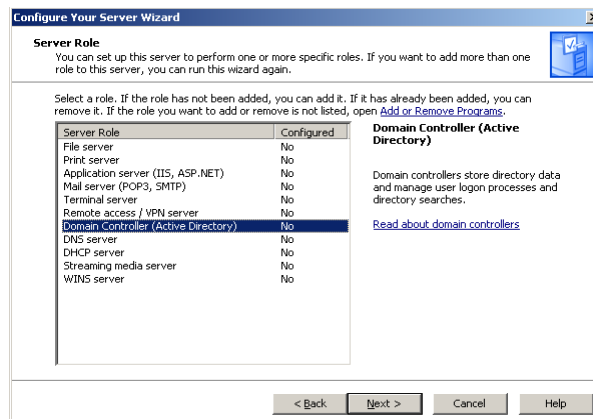 Configure Your Server Wizard
Server Role
You can set up this server to perform one or more specific roles. If you want to add more than one
role to this server, you can run this wizard again.
Select a role. If the role has not been added, you can add it. If it has already been added, you can
remove it. If the role you want to add or remove is not listed, open Add or Remove Programs.
Server Role Configured
File server No
Print server No
Application server (IIS, ASP.NET) No
Mail server (POP3, SMTP) No
Terminal server No
Remote access / VPN server No
Domain Controller (Active Directory) No
DNS server No
DHCP server No
Streaming media server No
WINS server No
Domain Controller (Active
Directory)
Domain controllers store directory data
and manage user logon processes and
directory searches.
Read about domain controllers
< Back Next > Cancel Help